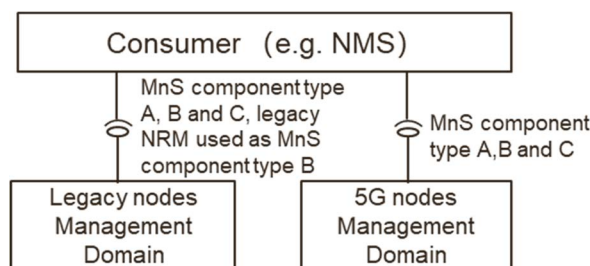 Consumer (e.g. NMS)
MnS component type
A, B and C, legacy
NRM used as MnS
component type B
MnS component
type A,B and C
Legacy nodes
Management
Domain
5G nodes
Management
Domain